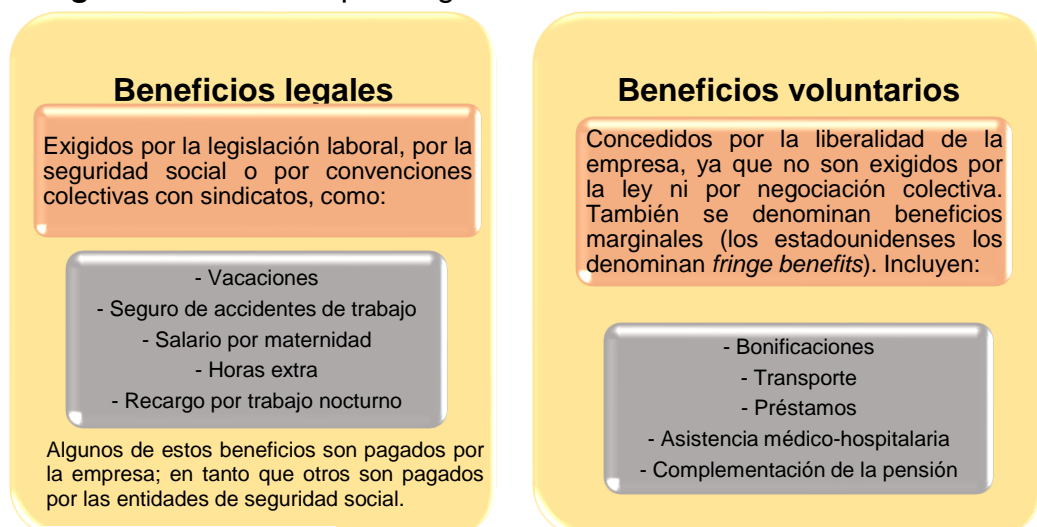 Beneficios legales
Exigidos por la legislación laboral, por la
seguridad social o por convenciones
colectivas con sindicatos, como:
- Vacaciones
- Seguro de accidentes de trabajo
- Salario por maternidad
- Horas extra
- Recargo por trabajo nocturno
Algunos de estos beneficios son pagados por
la empresa; en tanto que otros son pagados
por las entidades de seguridad social.
Beneficios voluntarios
Concedidos por la liberalidad de la
empresa, ya que no son exigidos por
la ley ni por negociación colectiva.
También se denominan beneficios
marginales (los estadounidenses los
denominan fringe benefits). Incluyen:
- Bonificaciones
- Transporte
- Préstamos
- Asistencia médico-hospitalaria
- Complementación de la pensión